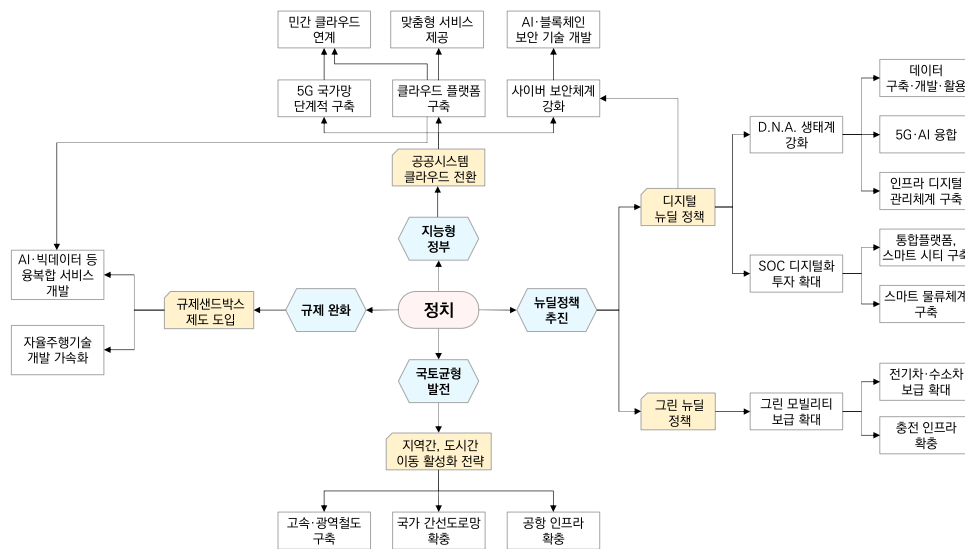 민간 클라우드
연계
맞춤형 서비스
제공
AI·블록체인
보안 기술 개발
5G 국가망
단계적 구축
클라우드 플랫폼
구축
사이버 보안체계
강화
데이터
구축·개발·활용
D.N.A. 생태계
강화
5G·AI 융합
공공시스템
클라우드 전환
인프라 디지털
관리체계 구축
디지털
뉴딜 정책
지능형
정부
통합플랫폼,
스마트 시티 구축
AI·빅데이터 등
융복합 서비스
개발
SOC 디지털화
투자 확대
규제샌드박스
제도 도입
규제 완화
정치
뉴딜정책
추진
스마트 물류체계
구축
자율주행기술
개발 가속화
국토균형
발전
전기차·수소차
보급 확대
그린 뉴딜
정책
그린 모빌리티
보급 확대
충전 인프라
확충
지역간, 도시간
이동 활성화 전략
고속·광역철도
구축
국가 간선도로망
확충
공항 인프라
확충